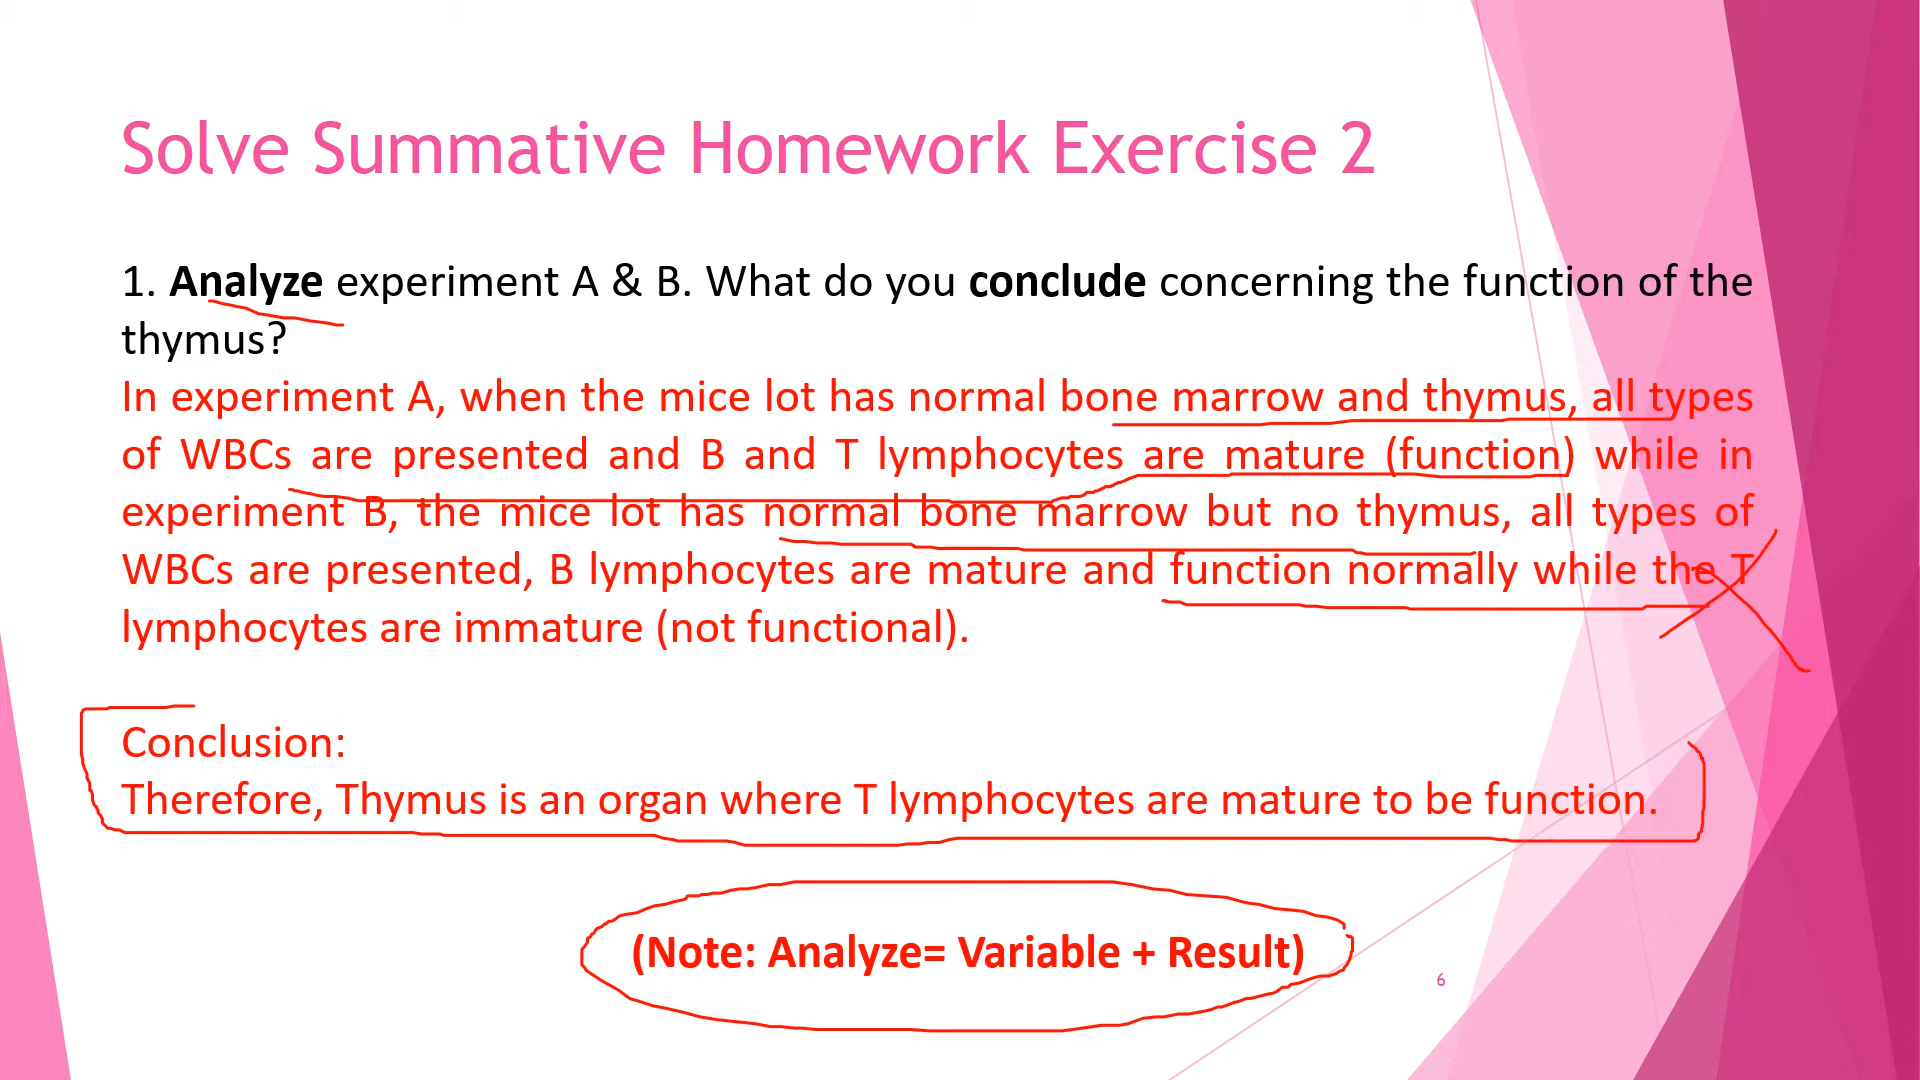 Solve Summative Homework Exercise 2
1. Analyze experiment A & B. What do you conclude concerning the function of the
thymus?
In experiment A, when the mice lot has normal bone marrow and thymus, all types
of WBCs are presented and B and T lymphocytes are mature (function) while in
experiment B, the mice lot has normal bone marrow but no thymus, all types of
WBCs are presented, B lymphocytes are mature and function normally while the T
lymphocytes are immature (not functional).
Conclusion:
Therefore, Thymus is an organ where T lymphocytes are mature to be function.
(Note: Analyze= Variable + Result)
6